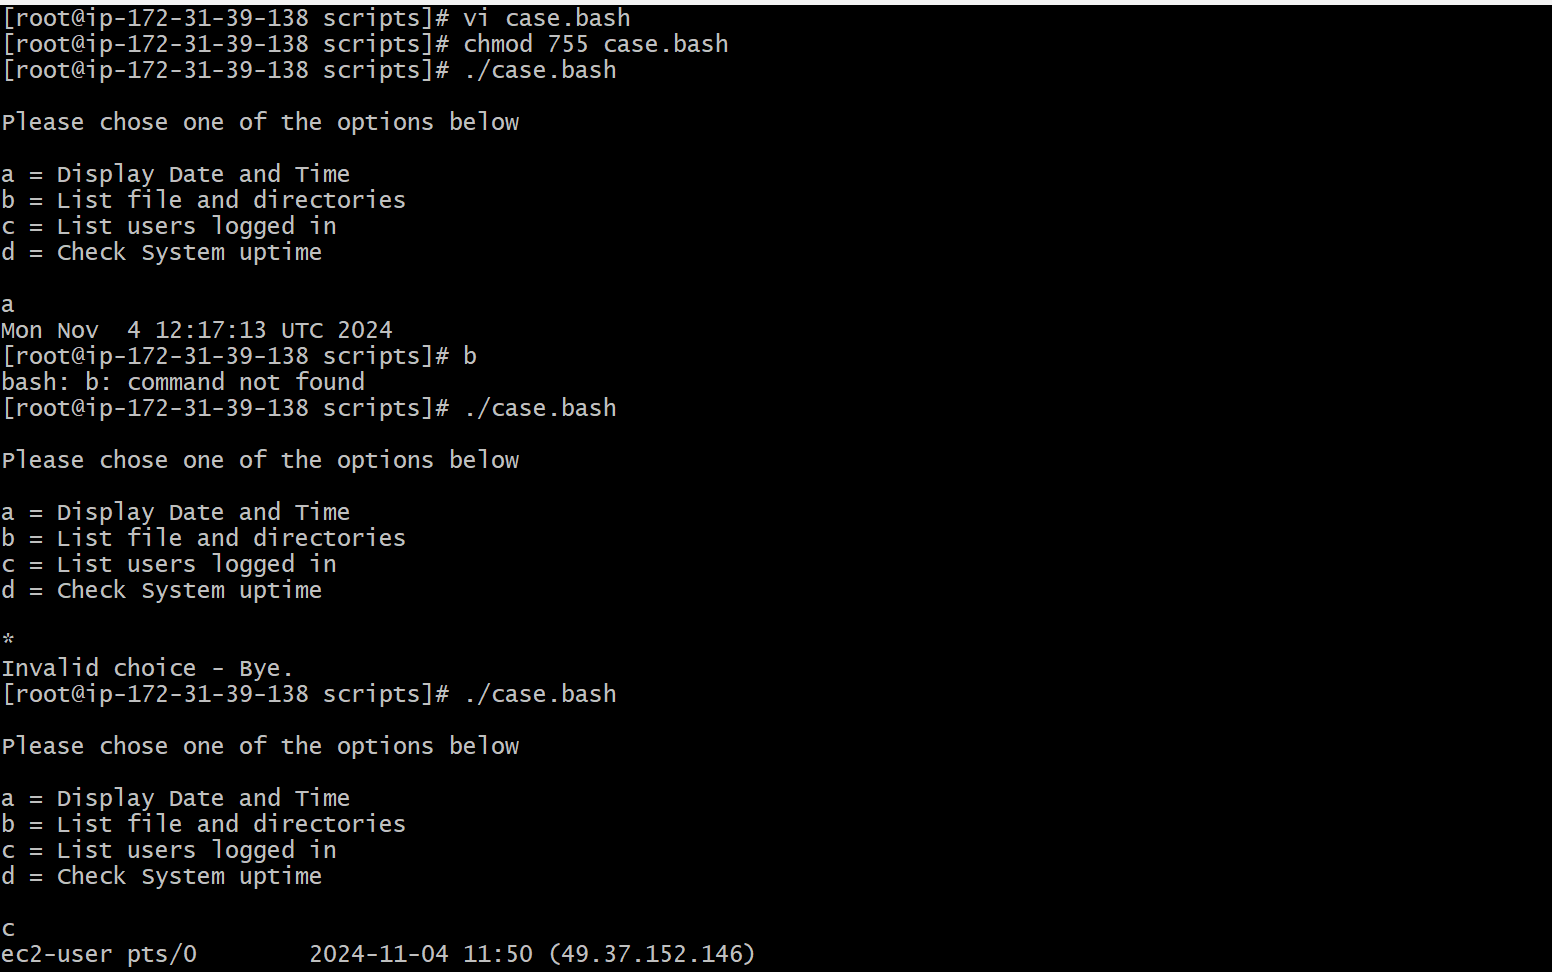 [root@ip-172-31-39-138 scripts]# vi case.bash
[root@ip-172-31-39-138 scripts]# chmod 755 case.bash
[root@ip-172-31-39-138 scripts]# ./case.bash
Please chose one of the options below
a = Display Date and Time
b = List file and directories
c = List users logged in
d = Check System uptime
a
Mon Nov  4 12:17:13 UTC 2024
[root@ip-172-31-39-138 scripts]# b
bash: b: command not found
[root@ip-172-31-39-138 scripts]# ./case.bash
Please chose one of the options below
a = Display Date and Time
b = List file and directories
c = List users logged in
d = Check System uptime
*
Invalid choice - Bye.
[root@ip-172-31-39-138 scripts]# ./case.bash
Please chose one of the options below
a = Display Date and Time
b = List file and directories
c = List users logged in
d = Check System uptime
c
ec2-user pts/0        2024-11-04 11:50 (49.37.152.146)